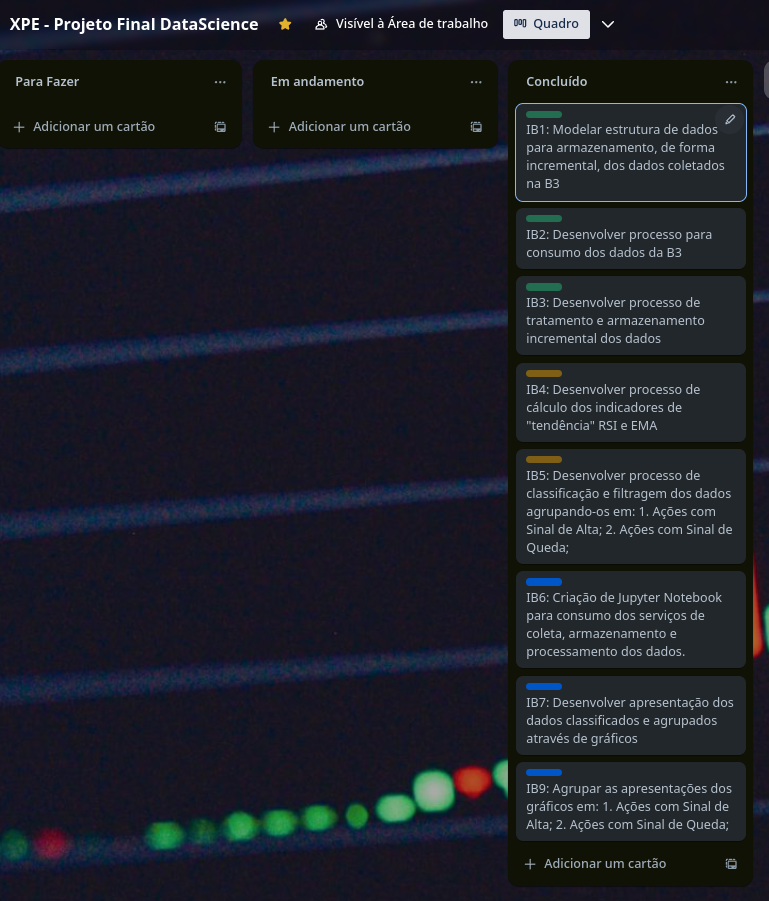 XPE - Projeto Final DataScience
Visível à Área de trabalho
Quadro
Para Fazer
Adicionar um cartão
Em andamento
Adicionar um cartão
Concluído
IB1: Modelar estrutura de dados
para armazenamento, de forma
incremental, dos dados coletados
na B3
IB2: Desenvolver processo para
consumo dos dados da B3
IB3: Desenvolver processo de
tratamento e armazenamento
incremental dos dados
IB4: Desenvolver processo de
cálculo dos indicadores de
"tendência" RSI e EMA
IB5: Desenvolver processo de
classificação e filtragem dos dados
agrupando-os em: 1. Ações com
Sinal de Alta; 2. Ações com Sinal de
Queda;
IB6: Criação de Jupyter Notebook
para consumo dos serviços de
coleta, armazenamento e
processamento dos dados.
IB7: Desenvolver apresentação dos
dados classificados e agrupados
através de gráficos
IB9: Agrupar as apresentações dos
gráficos em: 1. Ações com Sinal de
Alta; 2. Ações com Sinal de Queda;
Adicionar um cartão